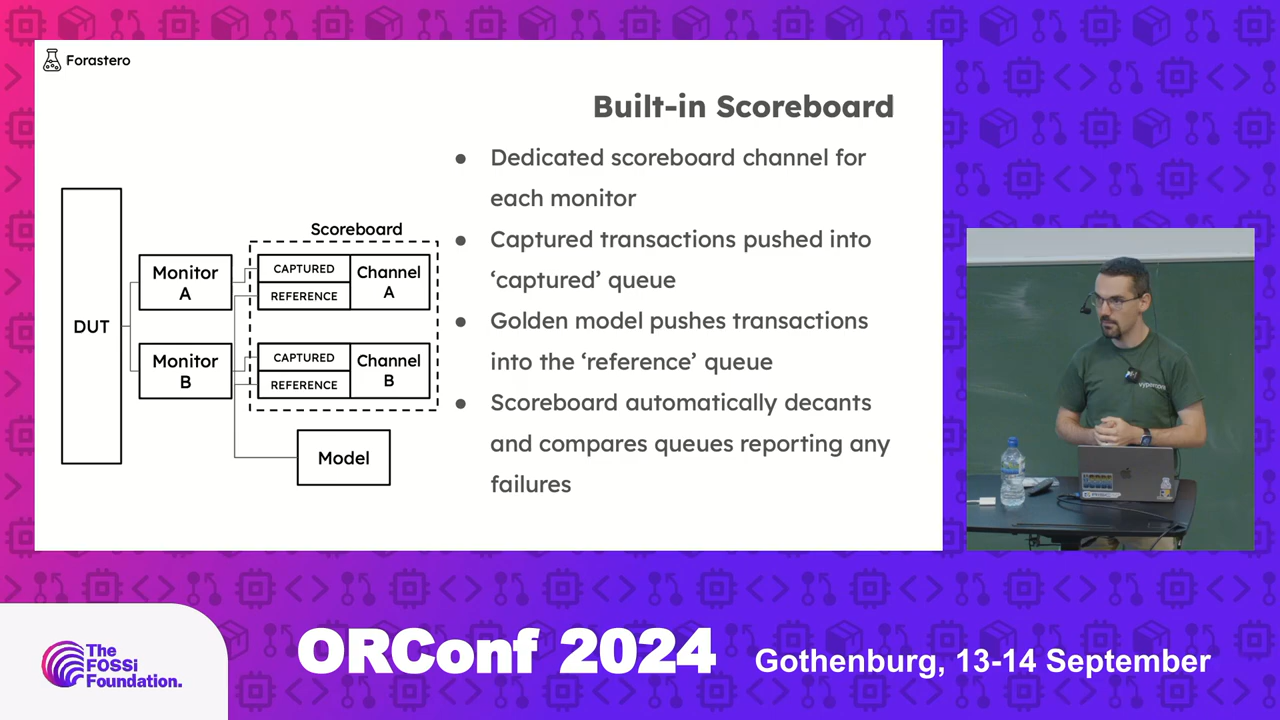 Forastero
Built-in Scoreboard
● Dedicated scoreboard channel for
each monitor
● Captured transactions pushed into
‘captured’ queue
● Golden model pushes transactions
into the ‘reference’ queue
● Scoreboard automatically decants
and compares queues reporting any
failures
Scoreboard
DUT
Monitor
A
CAPTURED
REFERENCE
Channel
A
Monitor
B
CAPTURED
REFERENCE
Channel
B
Model
The
FOSSi
Foundation.
ORConf 2024
Gothenburg, 13-14 September